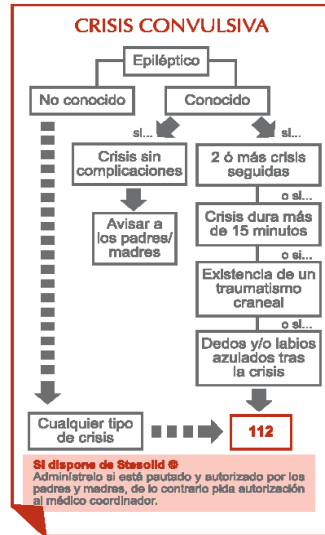 CRISIS CONVULSIVA
Epiléptico
No conocido
Conocido
si...
si...
Crisis sin
complicaciones
2 ó más crisis
seguidas
o si...
Avisar a
los padres/
madres
Crisis dura más
de 15 minutos
o si...
Existencia de un
traumatismo
craneal
o si...
Dedos y/o labios
azulados tras
la crisis
Cualquier tipo
de crisis
112
Si dispone de Stesolid ®
Adminístrelo si está pautado y autorizado por los
padres y madres, de lo contrario pida autorización
al médico coordinador.